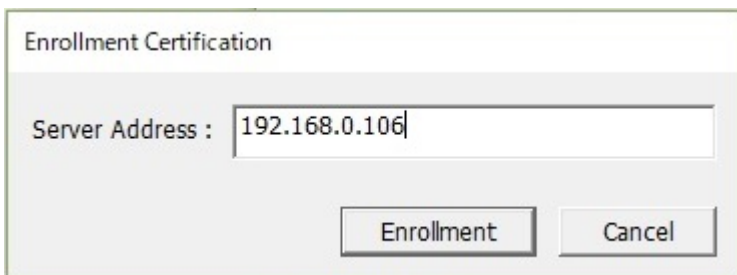 Enrollment Certification
Server Address : 192.168.0.106
Enrollment Cancel